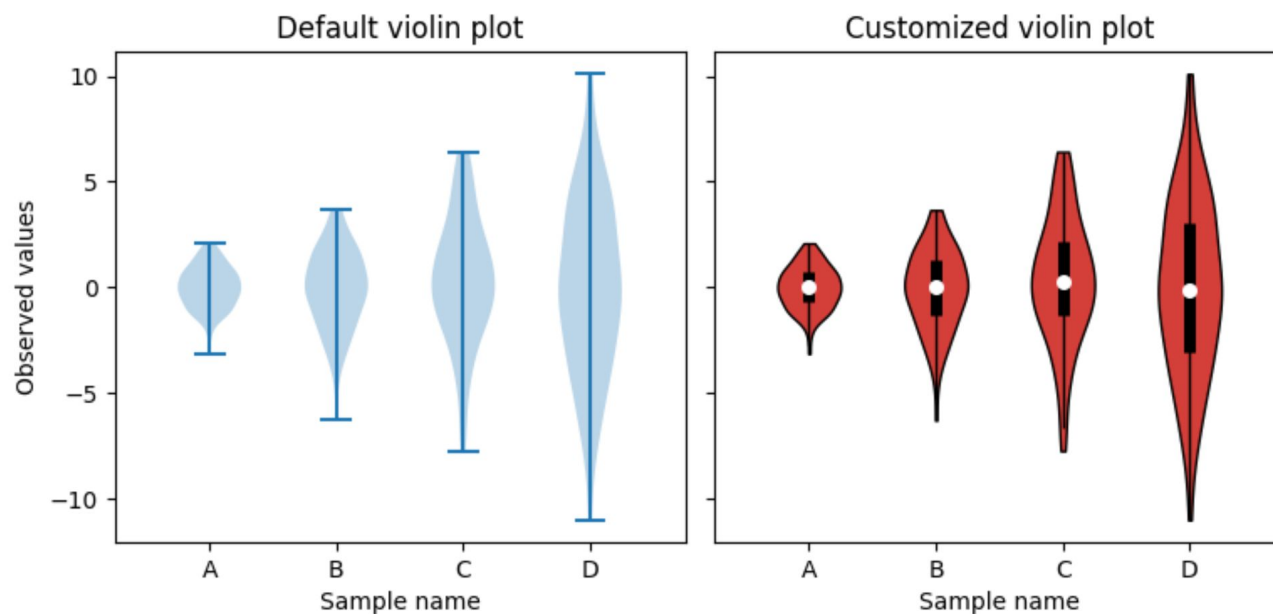 Default violin plot
Customized violin plot
Observed values
10
5
0
−5
−10
A B C D
Sample name
A B C D
Sample name